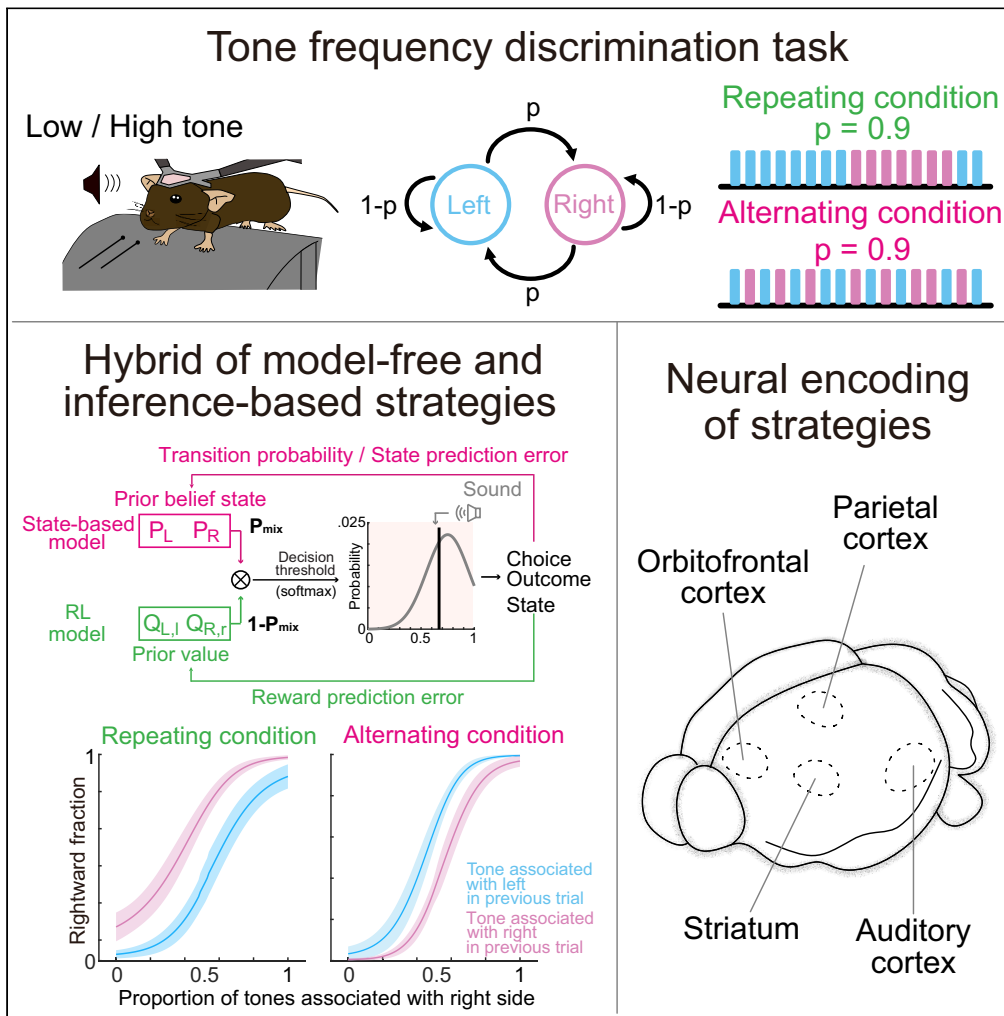 Tone frequency discrimination task
Low / High tone
p
1-p
Left
Right
1-p
p
Repeating condition
p = 0.9
Alternating condition
p = 0.9
Hybrid of model-free and
inference-based strategies
Transition probability / State prediction error
Prior belief state
State-based
model
P_L P_R
P_mix
Decision
threshold
(softmax)
RL
model
Q_L,l Q_R,r
1-P_mix
Prior value
Sound
.025
Probability
0
0 0.5 1
Choice
Outcome
State
Reward prediction error
Repeating condition
Alternating condition
1
Rightward fraction
0
0 0.5 1
0 0.5 1
Tone associated
with left
in previous trial
Tone associated
with right
in previous trial
Proportion of tones associated with right side
Neural encoding
of strategies
Parietal
cortex
Orbitofrontal
cortex
Striatum
Auditory
cortex